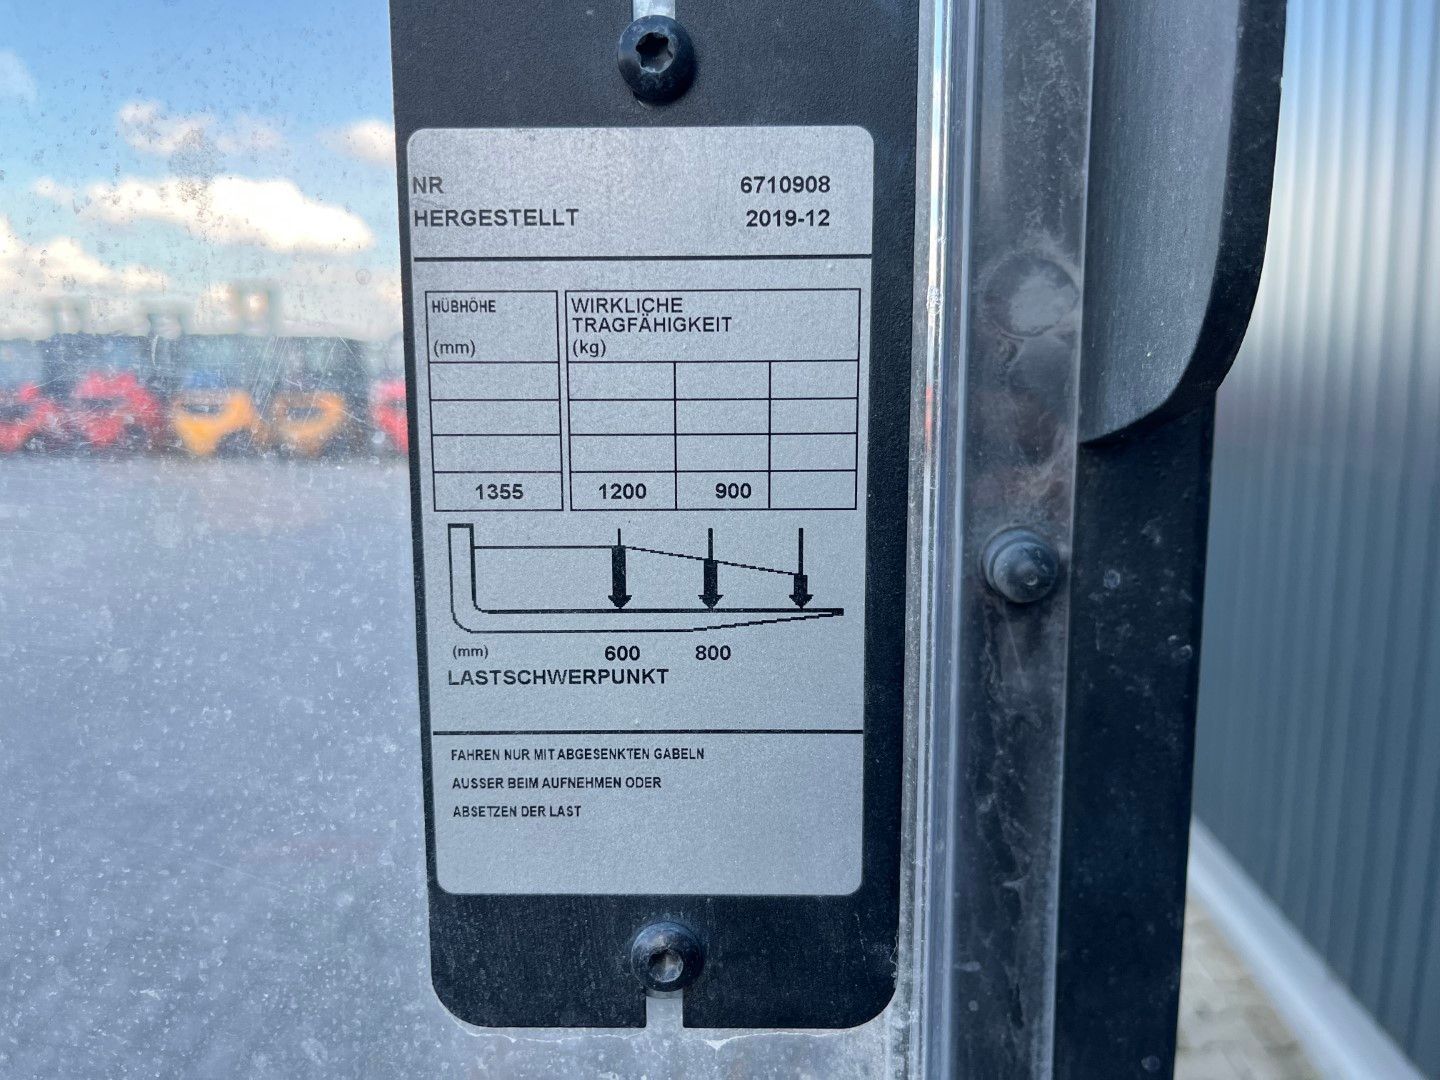 NR 6710908
HERGESTELLT 2019-12
HÜBHÖHE
(mm)
WIRKLICHE
TRAGFÄHIGKEIT
(kg)
1355 1200 900
(mm) 600 800
LASTSCHWERPUNKT
FAHREN NUR MIT ABGESENKTEN GABELN
AUSSER BEIM AUFNEHMEN ODER
ABSETZEN DER LAST